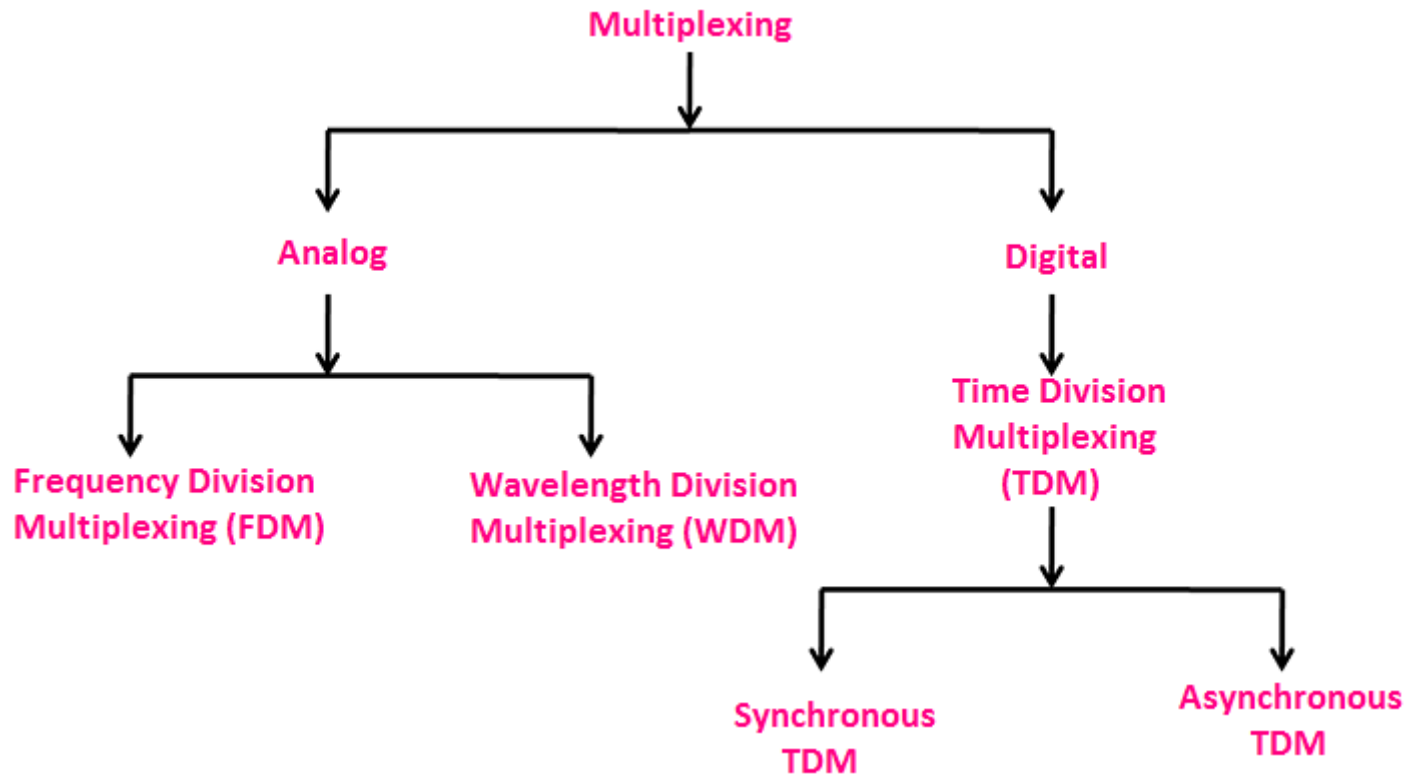 Multiplexing
Analog
Digital
Frequency Division
Multiplexing (FDM)
Wavelength Division
Multiplexing (WDM)
Time Division
Multiplexing
(TDM)
Synchronous
TDM
Asynchronous
TDM